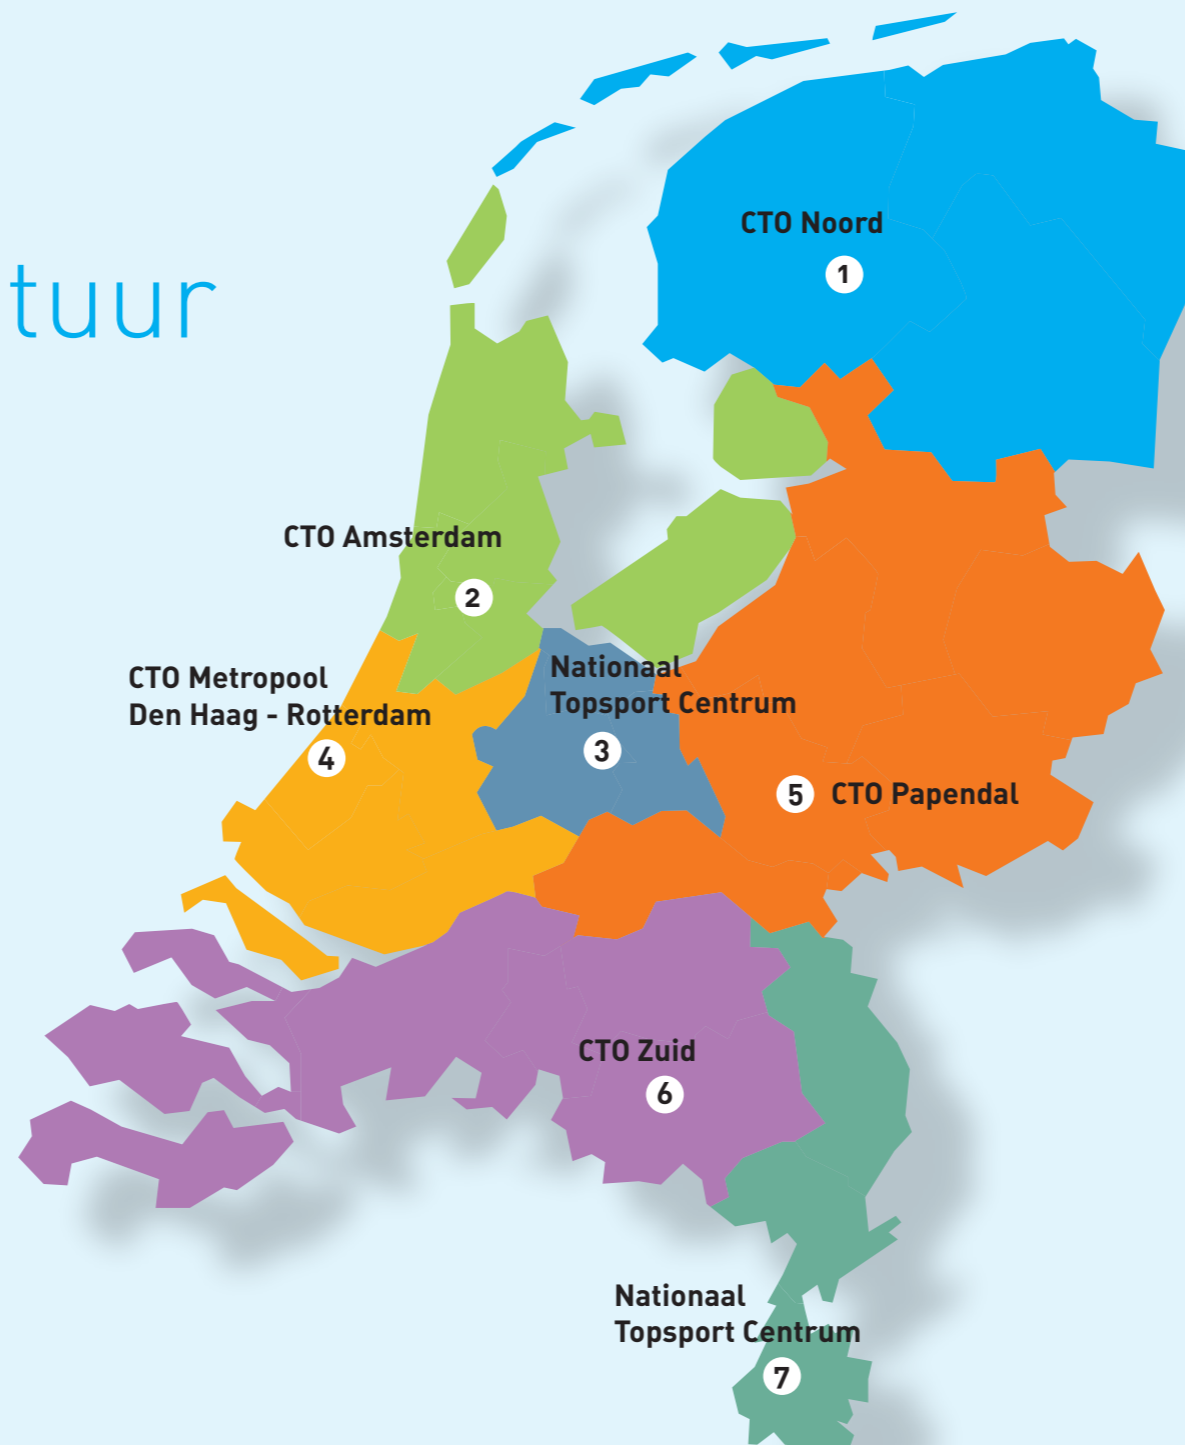 CTO Noord
1
tuur
CTO Amsterdam
2
CTO Metropool
Den Haag - Rotterdam
4
Nationaal
Topsport Centrum
3
5 CTO Papendal
CTO Zuid
6
Nationaal
Topsport Centrum
7